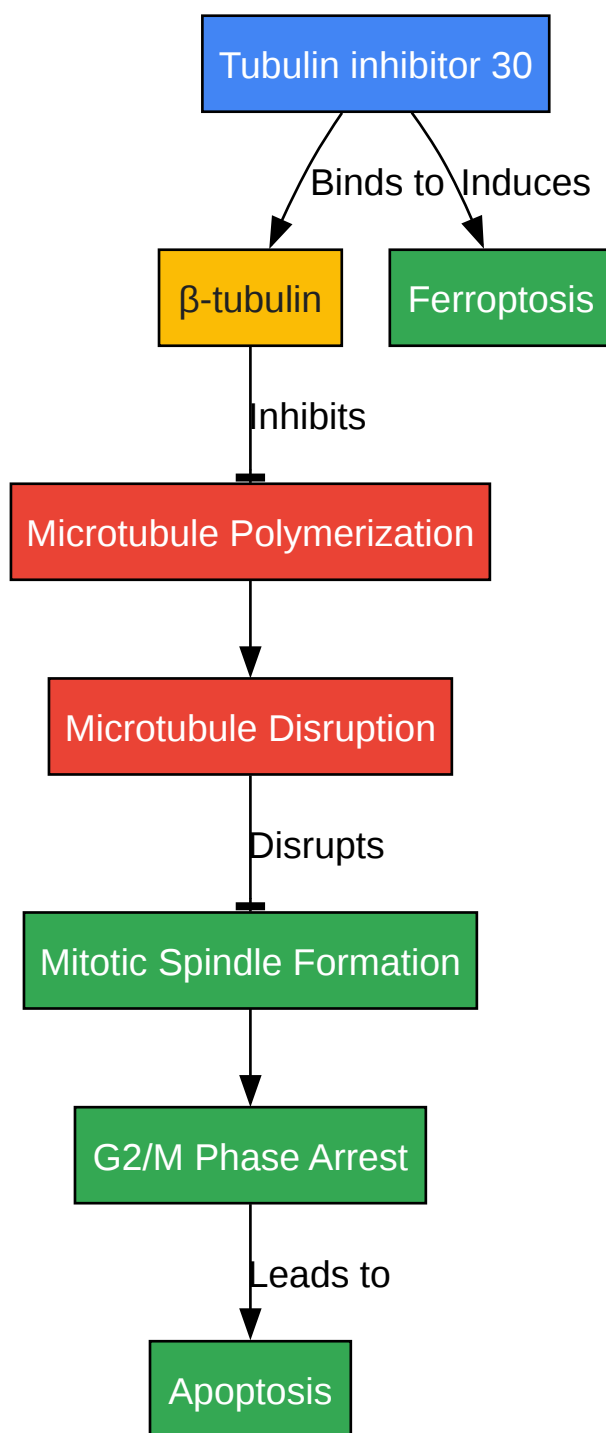 Tubulin inhibitor 30
Binds to
Induces
β-tubulin
Ferroptosis
Inhibits
Microtubule Polymerization
Microtubule Disruption
Disrupts
Mitotic Spindle Formation
G2/M Phase Arrest
Leads to
Apoptosis